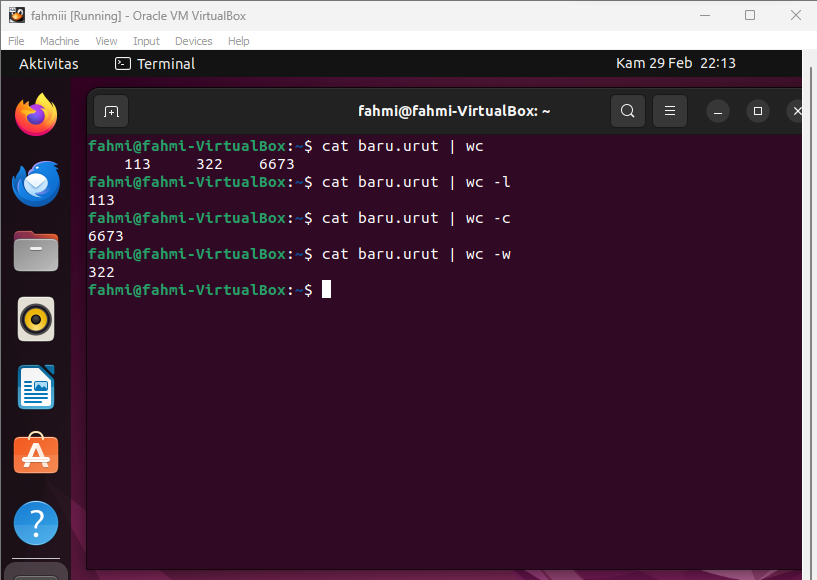 fahmiii [Running] - Oracle VM VirtualBox
File Machine View Input Devices Help
Aktivitas Terminal Kam 29 Feb 22:13
fahmi@fahmi-VirtualBox: ~
fahmi@fahmi-VirtualBox:~$ cat baru.urut | wc
    113     322    6673
fahmi@fahmi-VirtualBox:~$ cat baru.urut | wc -l
113
fahmi@fahmi-VirtualBox:~$ cat baru.urut | wc -c
6673
fahmi@fahmi-VirtualBox:~$ cat baru.urut | wc -w
322
fahmi@fahmi-VirtualBox:~$